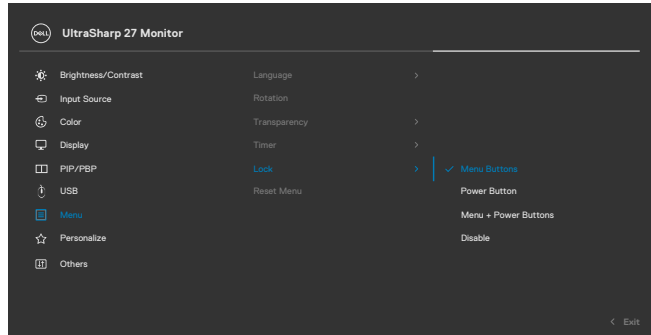 DELL UltraSharp 27 Monitor
Brightness/Contrast Language >
Input Source Rotation
Color Transparency >
Display Timer >
PIP/PBP Lock > ✓ Menu Buttons
USB Reset Menu Power Button
Menu Menu + Power Buttons
Personalize Disable
Others
< Exit